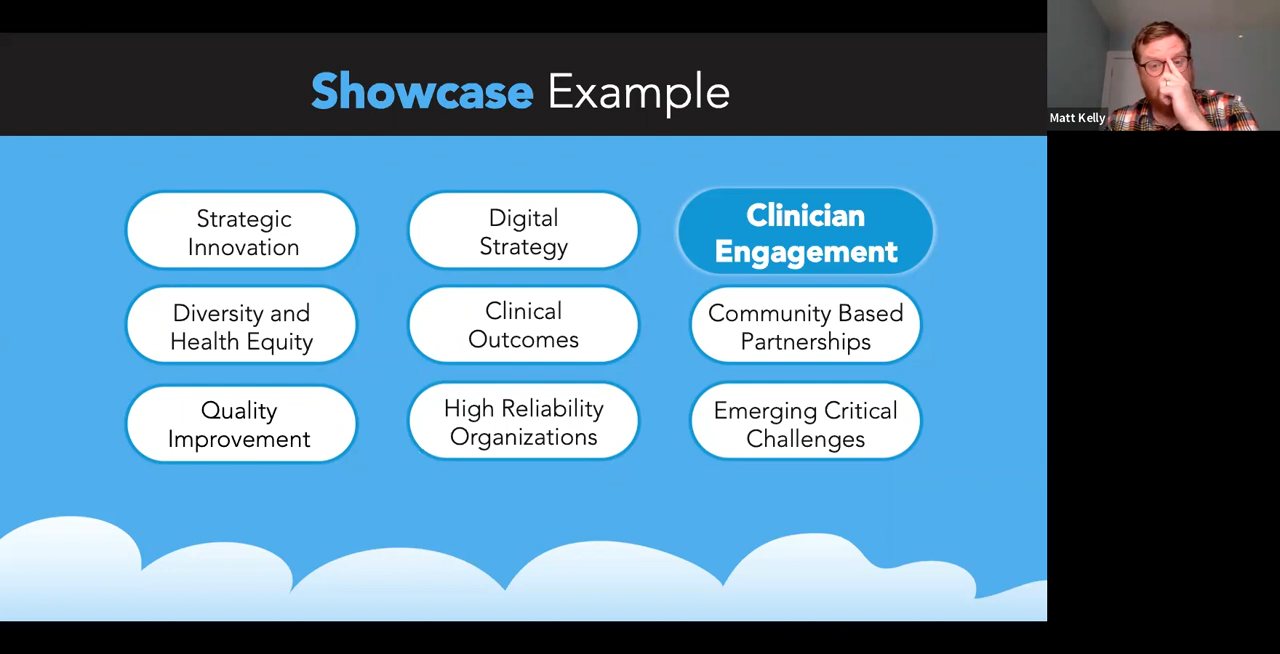 Showcase Example
Matt Kelly
Strategic
Innovation
Digital
Strategy
Clinician
Engagement
Diversity and
Health Equity
Clinical
Outcomes
Community Based
Partnerships
Quality
Improvement
High Reliability
Organizations
Emerging Critical
Challenges